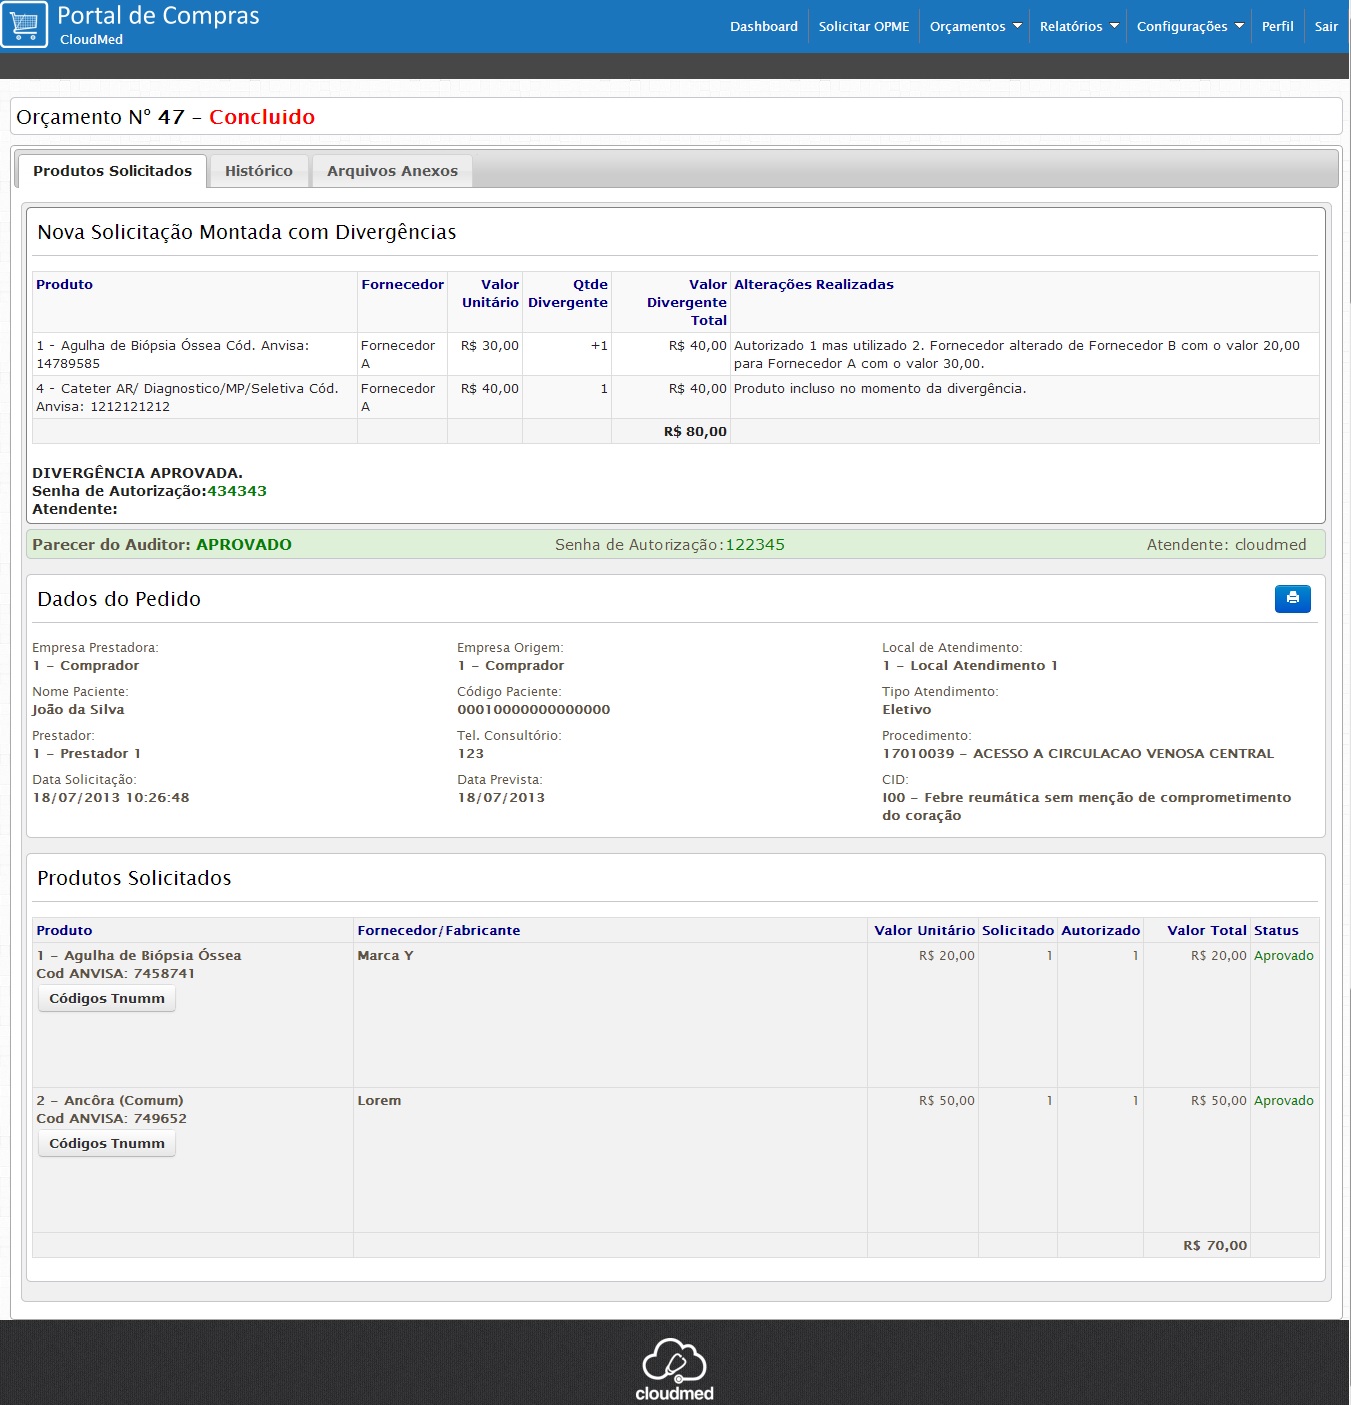 Portal de Compras
CloudMed
Dashboard Solicitar OPME Orçamentos Relatórios Configurações Perfil Sair
Orçamento N° 47 - Concluido
Produtos Solicitados Histórico Arquivos Anexos
Nova Solicitação Montada com Divergências
Produto Fornecedor Valor Unitário Qtde Divergente Valor Divergente Total Alterações Realizadas
1 - Agulha de Biópsia Óssea Cód. Anvisa: 14789585 Fornecedor A R$ 30,00 +1 R$ 40,00 Autorizado 1 mas utilizado 2. Fornecedor alterado de Fornecedor B com o valor 20,00 para Fornecedor A com o valor 30,00.
4 - Cateter AR/ Diagnostico/MP/Seletiva Cód. Anvisa: 1212121212 Fornecedor A R$ 40,00 1 R$ 40,00 Produto incluso no momento da divergência.
R$ 80,00
DIVERGÊNCIA APROVADA.
Senha de Autorização:434343
Atendente:
Parecer do Auditor: APROVADO Senha de Autorização:122345 Atendente: cloudmed
Dados do Pedido
Empresa Prestadora: Empresa Origem: Local de Atendimento:
1 - Comprador 1 - Comprador 1 - Local Atendimento 1
Nome Paciente: Código Paciente: Tipo Atendimento:
João da Silva 00010000000000000 Eletivo
Prestador: Tel. Consultório: Procedimento:
1 - Prestador 1 123 17010039 - ACESSO A CIRCULACAO VENOSA CENTRAL
Data Solicitação: Data Prevista: CID:
18/07/2013 10:26:48 18/07/2013 I00 - Febre reumática sem menção de comprometimento
do coração
Produtos Solicitados
Produto Fornecedor/Fabricante Valor Unitário Solicitado Autorizado Valor Total Status
1 - Agulha de Biópsia Óssea Marca Y R$ 20,00 1 1 R$ 20,00 Aprovado
Cod ANVISA: 7458741
Códigos Tnumm
2 - Ancôra (Comum) Lorem R$ 50,00 1 1 R$ 50,00 Aprovado
Cod ANVISA: 749652
Códigos Tnumm
R$ 70,00
cloudmed